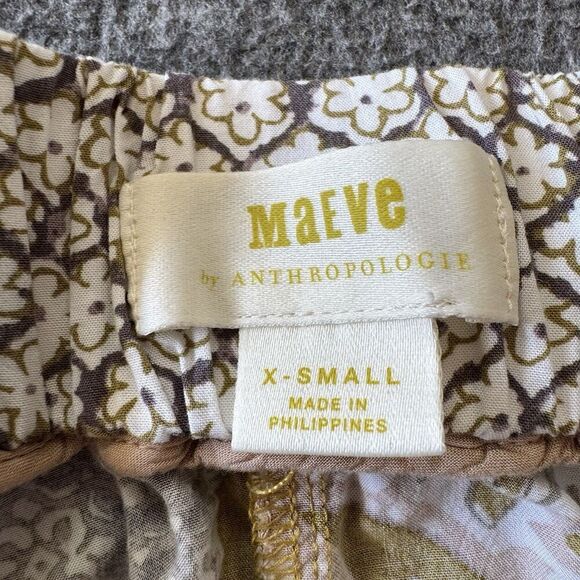 MaEVe
by ANTHROPOLOGIE
X-SMALL
MADE IN
PHILIPPINES